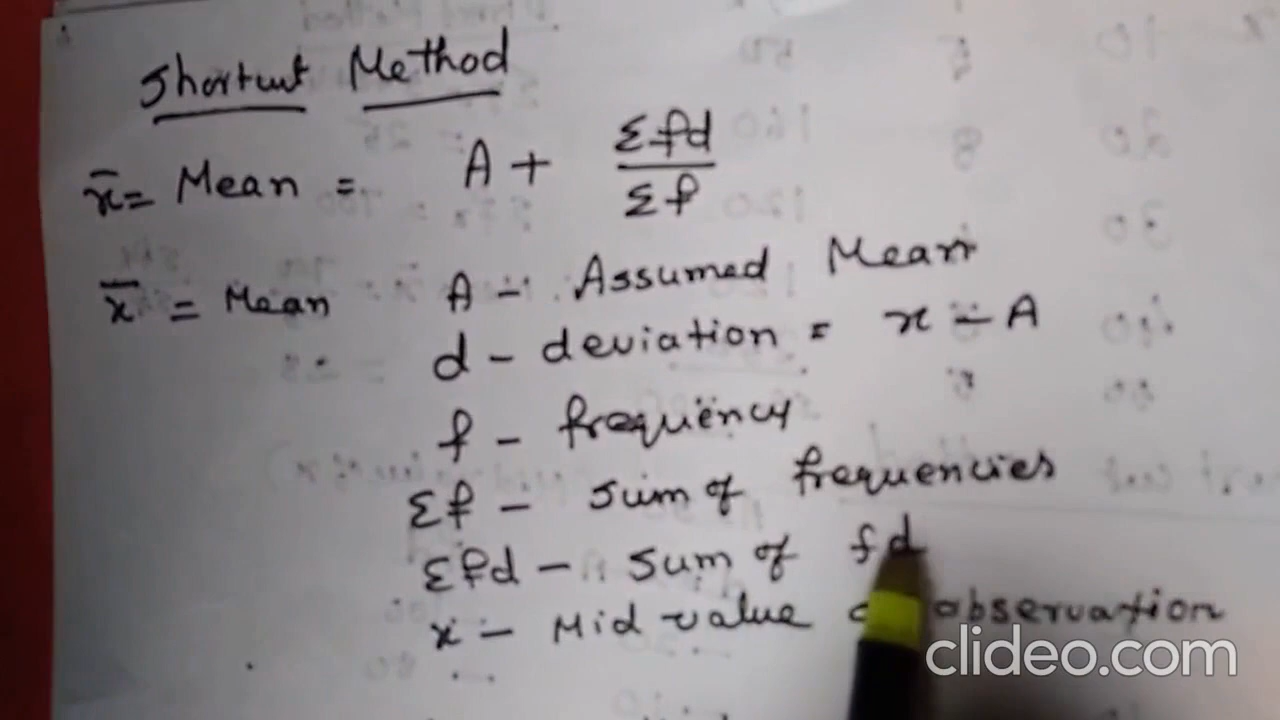 Shortcut Method
x̄ = Mean = A + Σfd / Σf
x̄ = Mean A - Assumed Mean
d - deviation = x - A
f - frequency
Σf - sum of frequencies
Σfd - sum of fd
x - Mid value observation
clideo.com